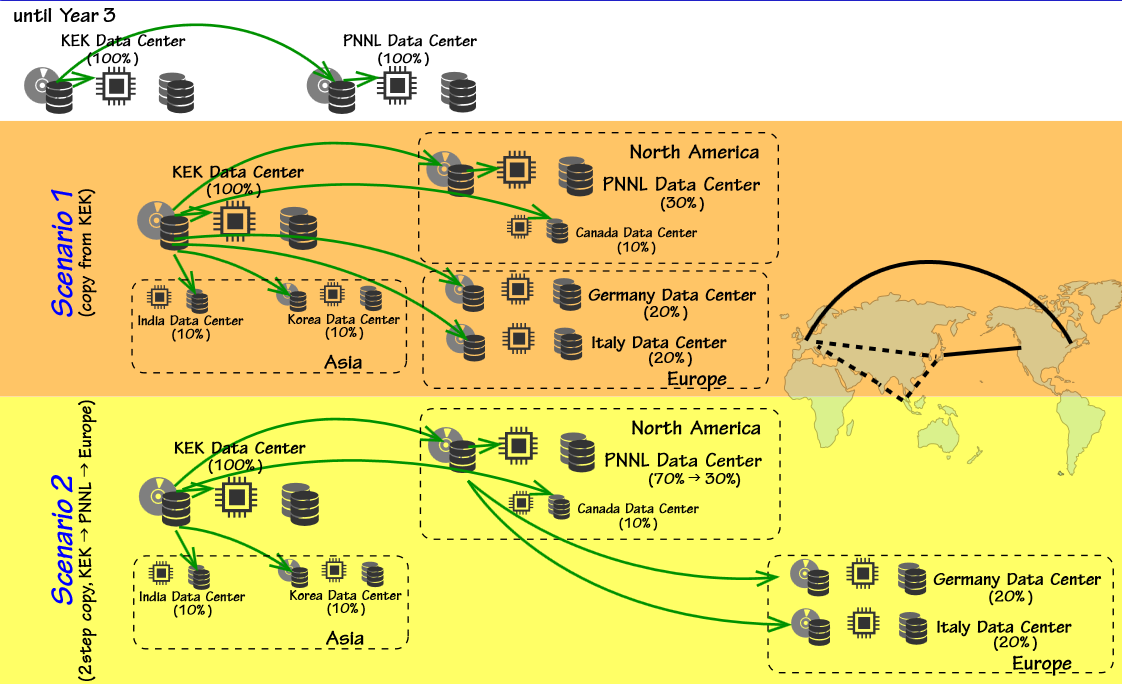 until Year 3
KEK Data Center
(100%)
PNNL Data Center
(100%)
Scenario 1
(copy from KEK)
KEK Data Center
(100%)
North America
PNNL Data Center
(30%)
Canada Data Center
(10%)
India Data Center
(10%)
Korea Data Center
(10%)
Asia
Germany Data Center
(20%)
Italy Data Center
(20%)
Europe
Scenario 2
(2step copy, KEK → PNNL → Europe)
KEK Data Center
(100%)
North America
PNNL Data Center
(70% → 30%)
Canada Data Center
(10%)
India Data Center
(10%)
Korea Data Center
(10%)
Asia
Germany Data Center
(20%)
Italy Data Center
(20%)
Europe